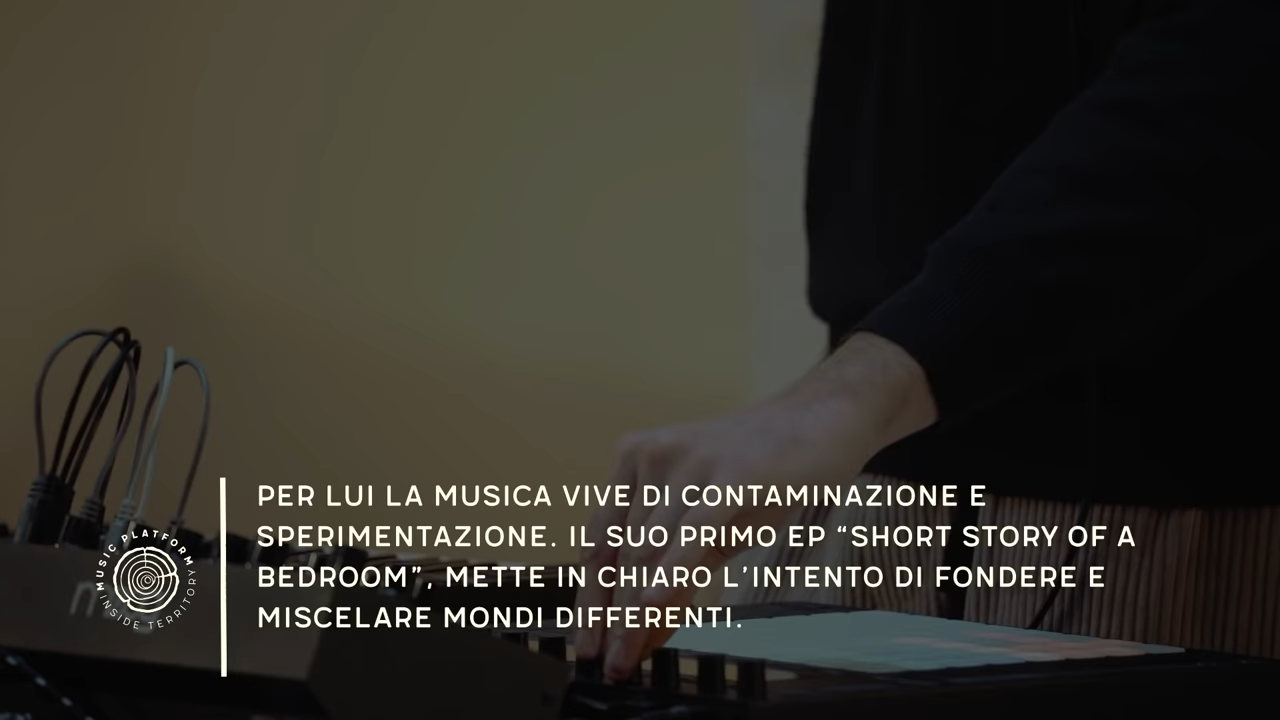 PER LUI LA MUSICA VIVE DI CONTAMINAZIONE E
SPERIMENTAZIONE. IL SUO PRIMO EP “SHORT STORY OF A
BEDROOM”, METTE IN CHIARO L’INTENTO DI FONDERE E
MISCELARE MONDI DIFFERENTI.
MUSIC PLATFORM
INSIDE TERRITORY